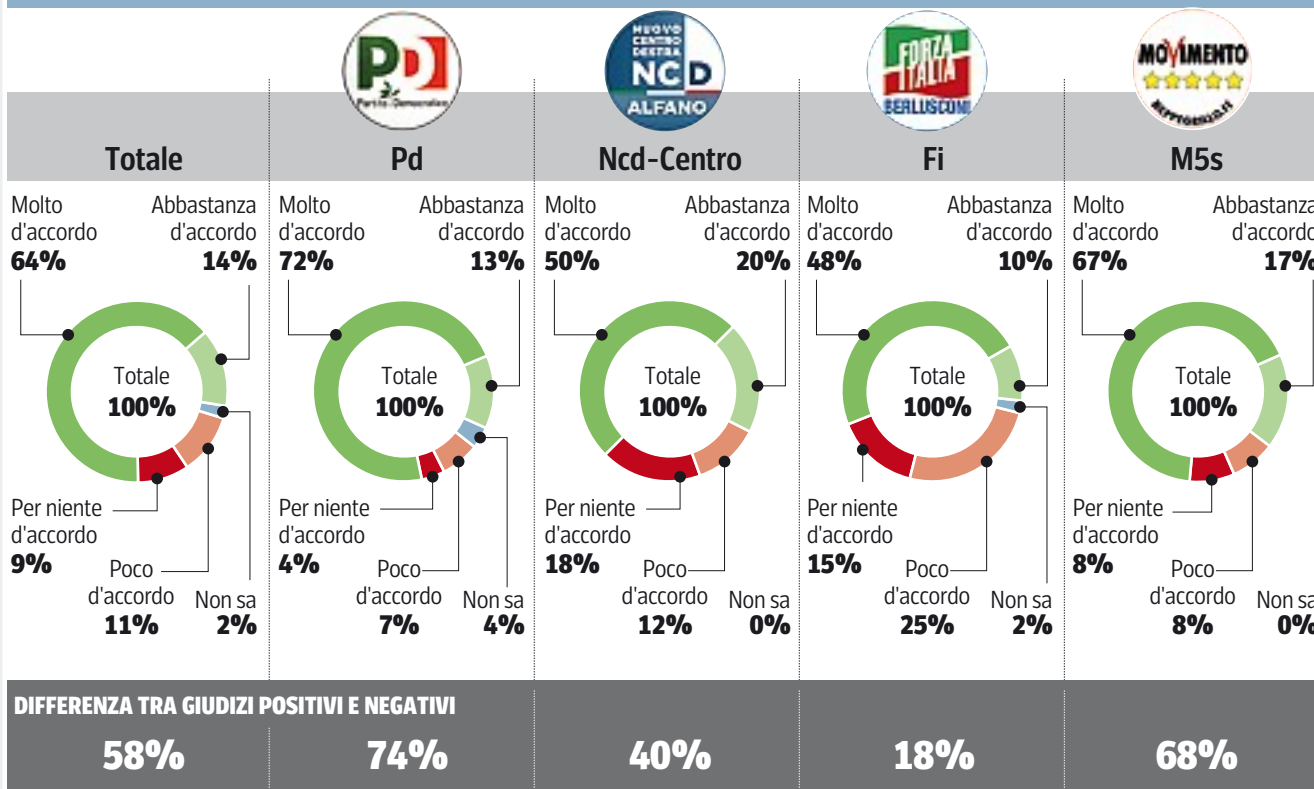 PD
Partito Democratico
NUOVO
CENTRO
DESTRA
NCD
ALFANO
FORZA
ITALIA
BERLUSCONI
MOVIMENTO
BEPPEGRILLO.IT
Totale
Pd
Ncd-Centro
Fi
M5s
Molto
d'accordo
64%
Abbastanza
d'accordo
14%
Totale
100%
Per niente
d'accordo
9%
Poco
d'accordo
11%
Non sa
2%
Molto
d'accordo
72%
Abbastanza
d'accordo
13%
Totale
100%
Per niente
d'accordo
4%
Poco
d'accordo
7%
Non sa
4%
Molto
d'accordo
50%
Abbastanza
d'accordo
20%
Totale
100%
Per niente
d'accordo
18%
Poco
d'accordo
12%
Non sa
0%
Molto
d'accordo
48%
Abbastanza
d'accordo
10%
Totale
100%
Per niente
d'accordo
15%
Poco
d'accordo
25%
Non sa
2%
Molto
d'accordo
67%
Abbastanza
d'accordo
17%
Totale
100%
Per niente
d'accordo
8%
Poco
d'accordo
8%
Non sa
0%
DIFFERENZA TRA GIUDIZI POSITIVI E NEGATIVI
58%
74%
40%
18%
68%